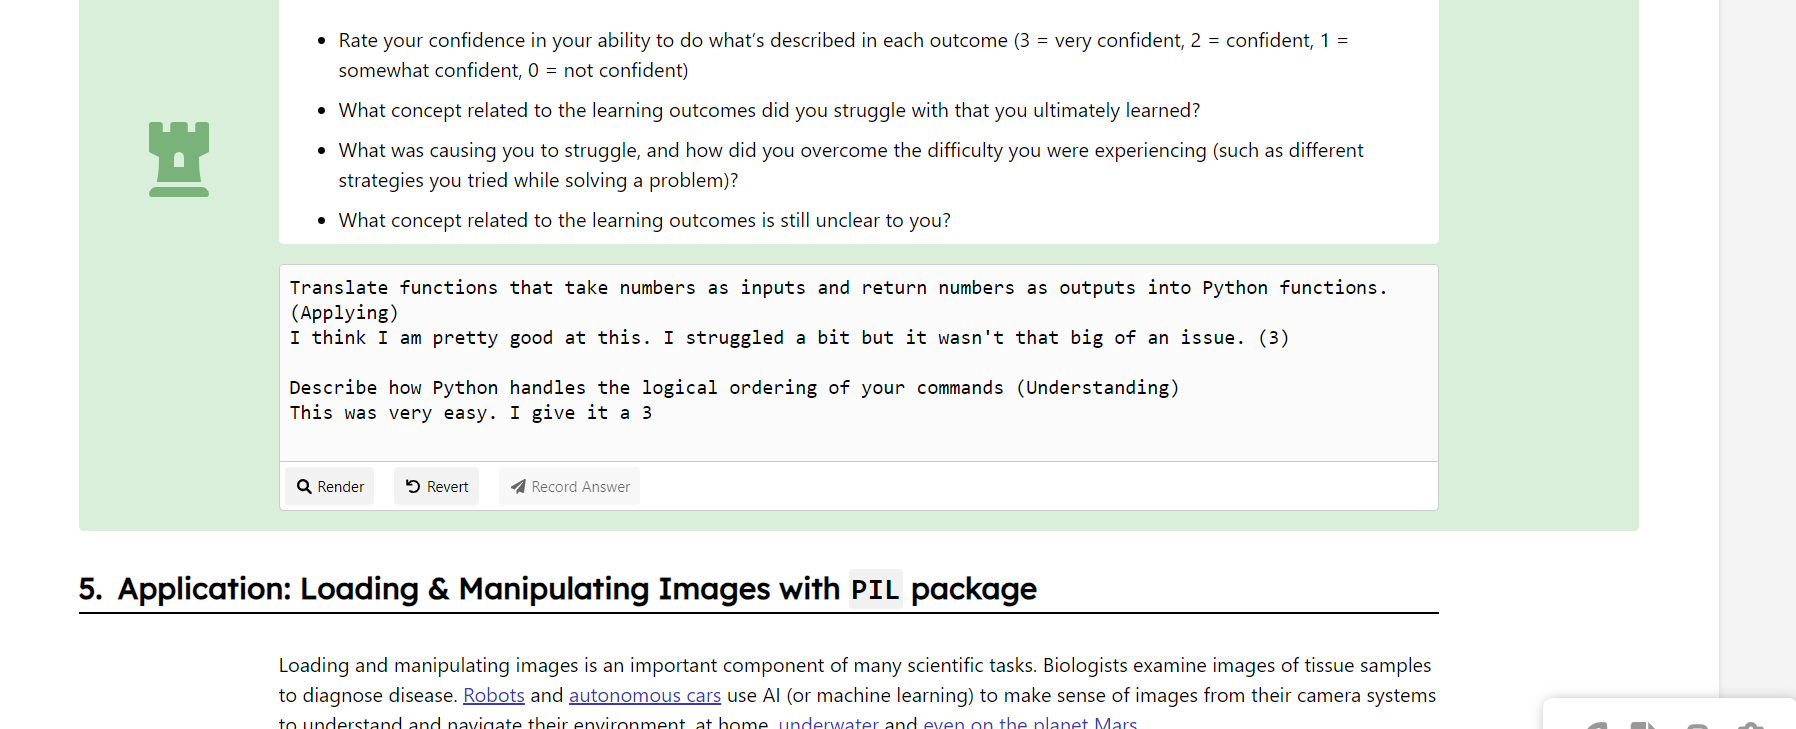 Rate your confidence in your ability to do what's described in each outcome (3 = very confident, 2 = confident, 1 =
somewhat confident, 0 = not confident)
What concept related to the learning outcomes did you struggle with that you ultimately learned?
What was causing you to struggle, and how did you overcome the difficulty you were experiencing (such as different
strategies you tried while solving a problem)?
What concept related to the learning outcomes is still unclear to you?
Translate functions that take numbers as inputs and return numbers as outputs into Python functions.
(Applying)
I think I am pretty good at this. I struggled a bit but it wasn't that big of an issue. (3)
Describe how Python handles the logical ordering of your commands (Understanding)
This was very easy. I give it a 3
Render Revert Record Answer
5. Application: Loading & Manipulating Images with PIL package
Loading and manipulating images is an important component of many scientific tasks. Biologists examine images of tissue samples
to diagnose disease. Robots and autonomous cars use AI (or machine learning) to make sense of images from their camera systems
to understand and navigate their environment, at home, underwater and even on the planet Mars.